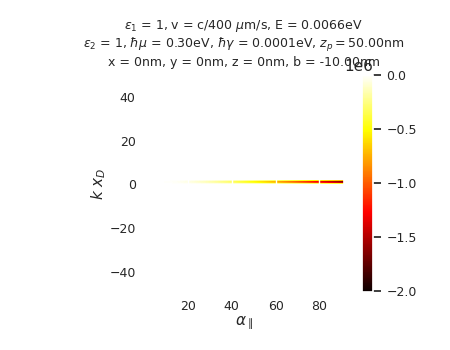 ε₁ = 1, v = c/400 μm/s, E = 0.0066eV
ε₂ = 1, ℏμ = 0.30eV, ℏγ = 0.0001eV, z_p = 50.00nm
x = 0nm, y = 0nm, z = 0nm, b = -10.00nm
1e6
0.0
−0.5
−1.0
−1.5
−2.0
k x_D
40
20
0
−20
−40
20 40 60 80
α_∥